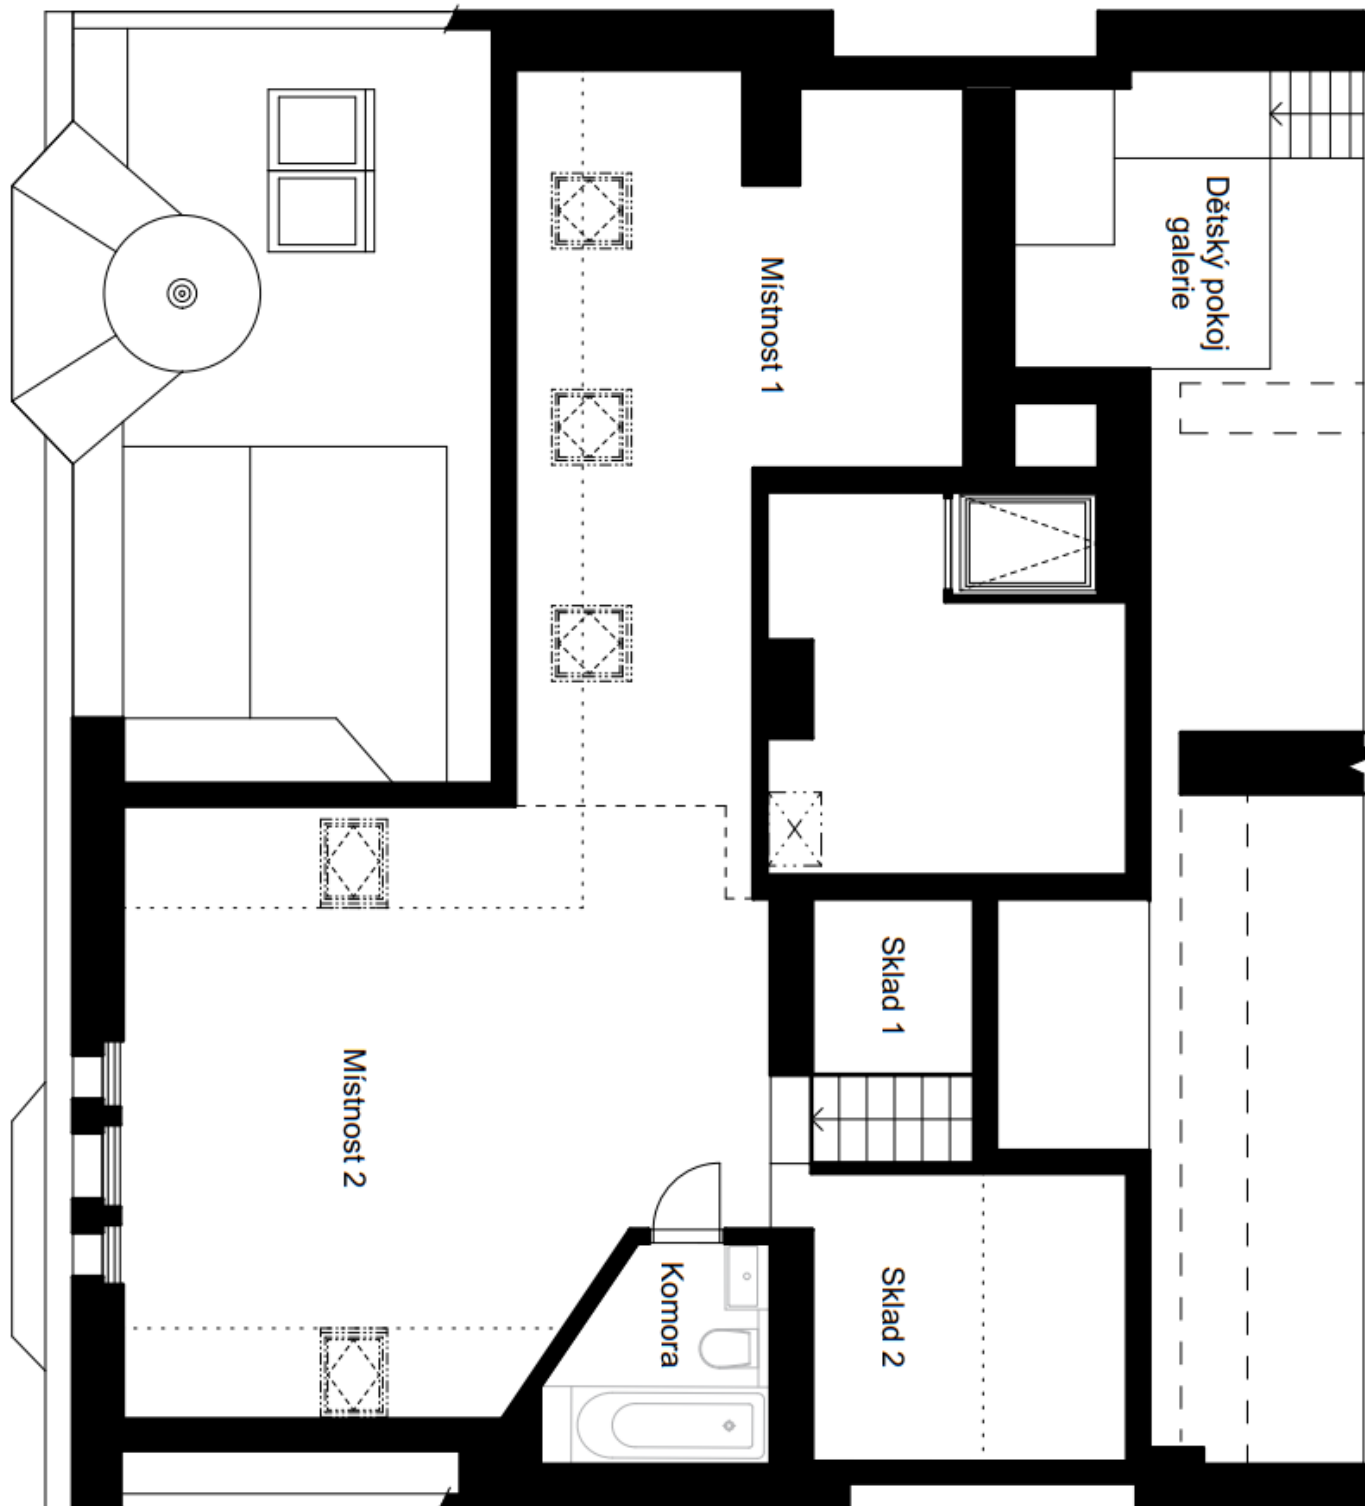 Dětský pokoj
galerie
Místnost 1
Sklad 1
Místnost 2
Komora
Sklad 2